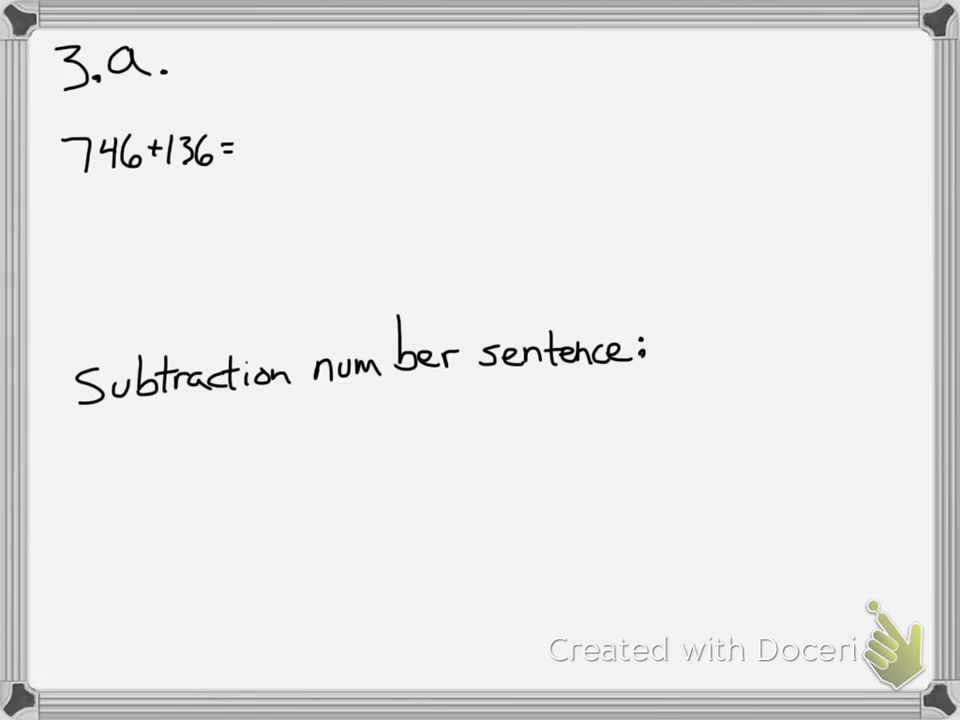 3.a.
746+136=
Subtraction number sentence:
Created with Doceri